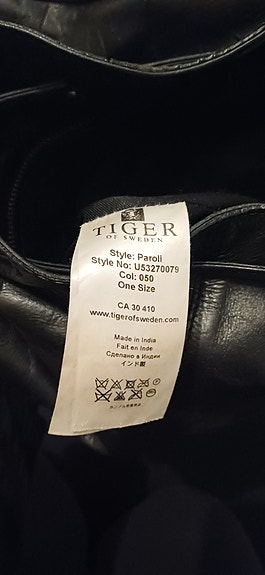 TIGER
OF SWEDEN
Style: Paroli
Style No: U53270079
Col: 050
One Size
CA 30 410
www.tigerofsweden.com
Made in India
Fait en Inde
Сделано в Индии
インド製